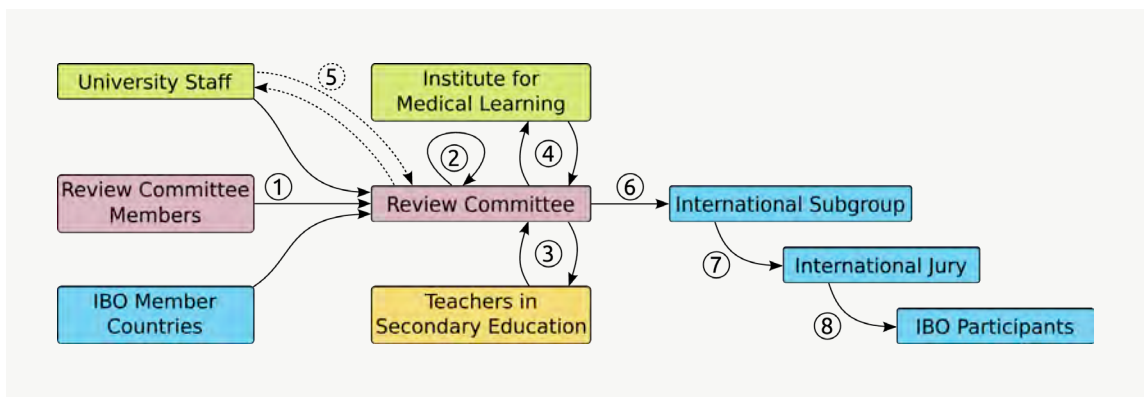 University Staff
⑤
Institute for
Medical Learning
②
④
Review Committee
Members
①
Review Committee
⑥
International Subgroup
③
⑦
International Jury
IBO Member
Countries
Teachers in
Secondary Education
⑧
IBO Participants